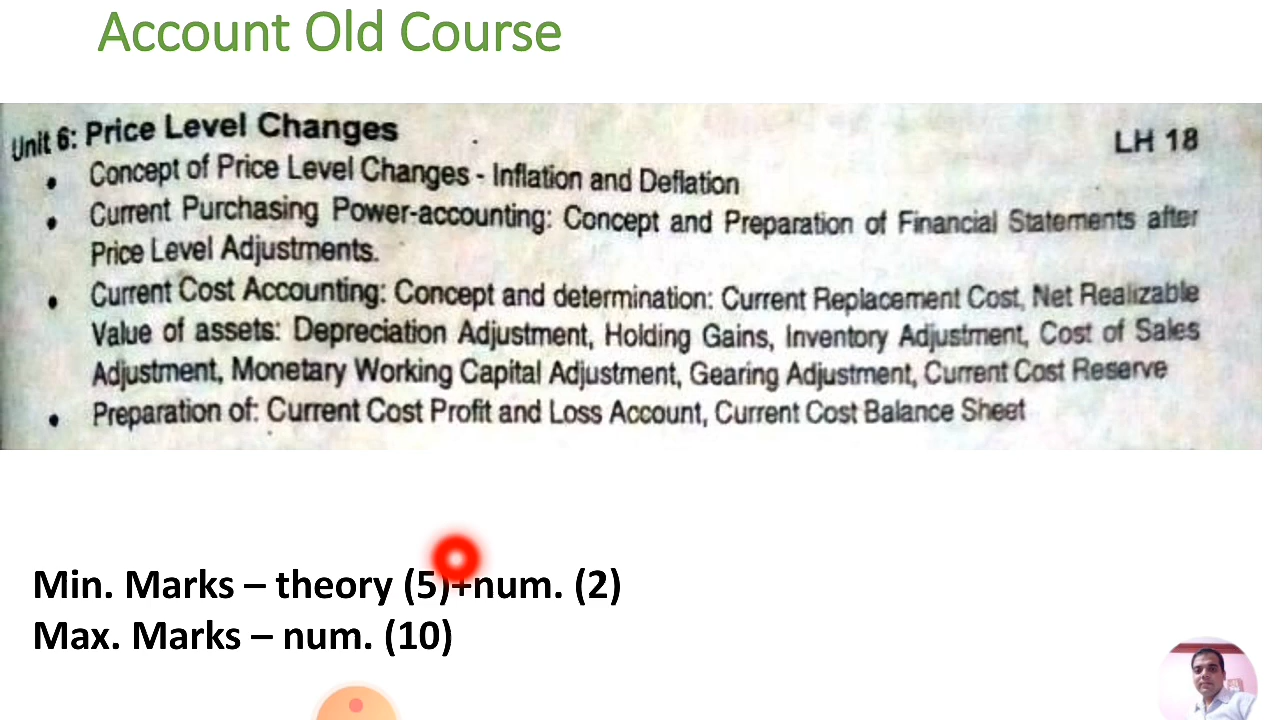 Account Old Course
Unit 6: Price Level Changes
LH 18
• Concept of Price Level Changes - Inflation and Deflation
• Current Purchasing Power-accounting: Concept and Preparation of Financial Statements after
Price Level Adjustments.
• Current Cost Accounting: Concept and determination: Current Replacement Cost, Net Realizable
Value of assets: Depreciation Adjustment, Holding Gains, Inventory Adjustment, Cost of Sales
Adjustment, Monetary Working Capital Adjustment, Gearing Adjustment, Current Cost Reserve
• Preparation of: Current Cost Profit and Loss Account, Current Cost Balance Sheet
Min. Marks – theory (5)+num. (2)
Max. Marks – num. (10)